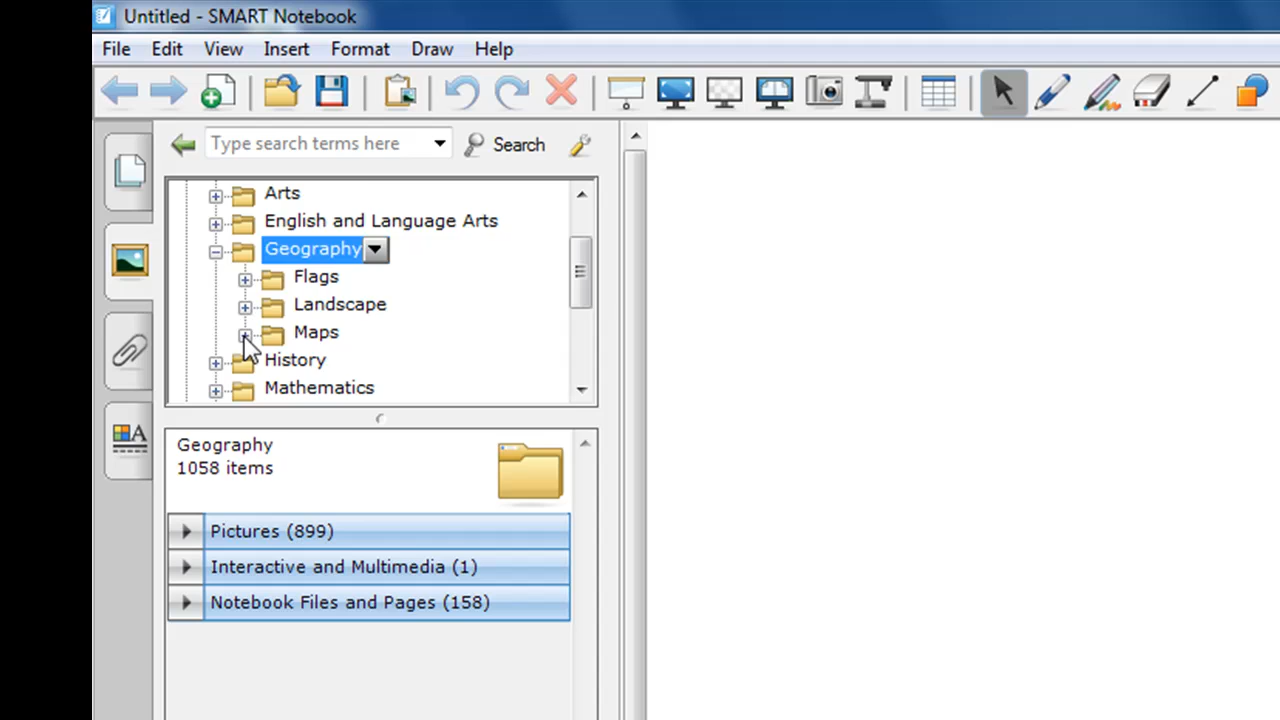 Untitled - SMART Notebook
File Edit View Insert Format Draw Help
Type search terms here Search
Arts
English and Language Arts
Geography
Flags
Landscape
Maps
History
Mathematics
Geography
1058 items
Pictures (899)
Interactive and Multimedia (1)
Notebook Files and Pages (158)